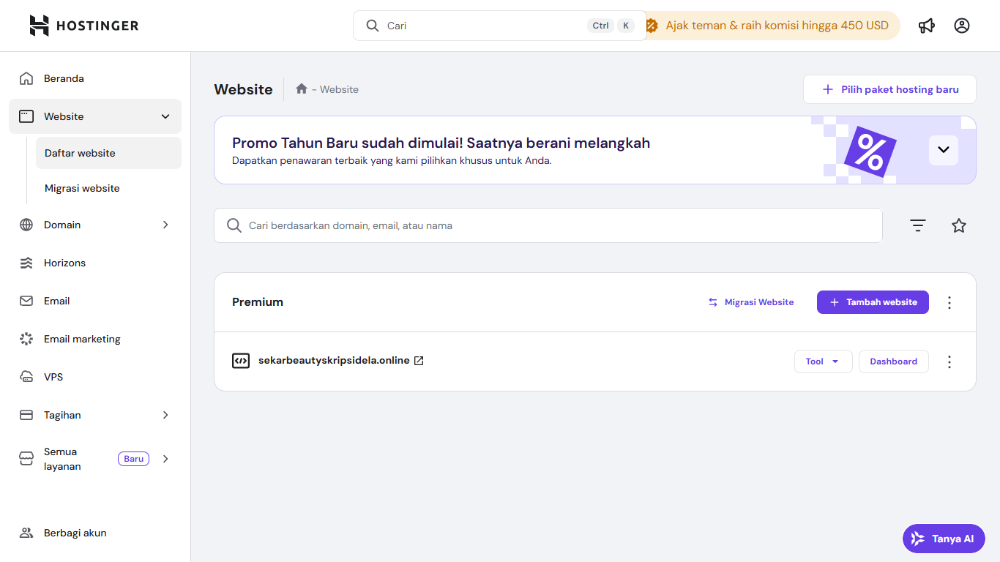 HOSTINGER
Cari
Ctrl K
Ajak teman & raih komisi hingga 450 USD
Beranda
Website
Daftar website
Migrasi website
Domain
Horizons
Email
Email marketing
VPS
Tagihan
Semua
layanan
Baru
Berbagi akun
Website
- Website
Pilih paket hosting baru
Promo Tahun Baru sudah dimulai! Saatnya berani melangkah
Dapatkan penawaran terbaik yang kami pilihkan khusus untuk Anda.
%
Cari berdasarkan domain, email, atau nama
Premium
Migrasi Website
Tambah website
sekarbeautyskripsidela.online
Tool
Dashboard
Tanya AI